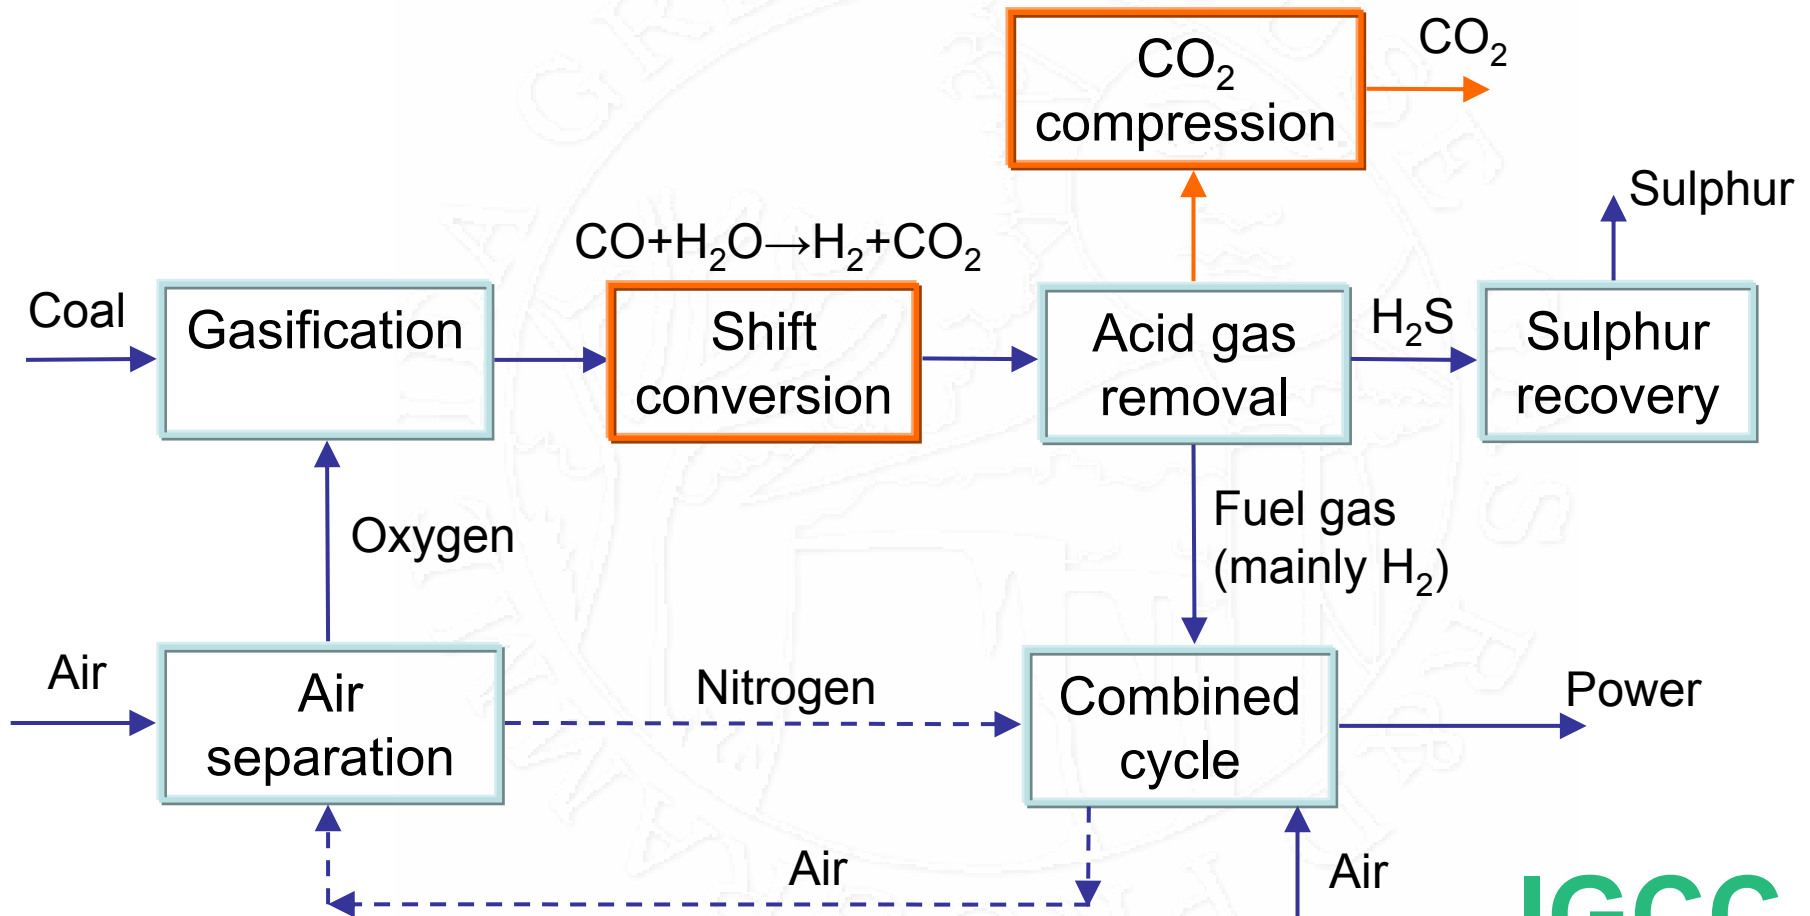 CO₂
compression
CO₂
Sulphur
CO+H₂O→H₂+CO₂
Coal
Gasification
Shift
conversion
Acid gas
removal
H₂S
Sulphur
recovery
Oxygen
Fuel gas
(mainly H₂)
Air
Air
separation
Nitrogen
Combined
cycle
Power
Air
Air
IGCC